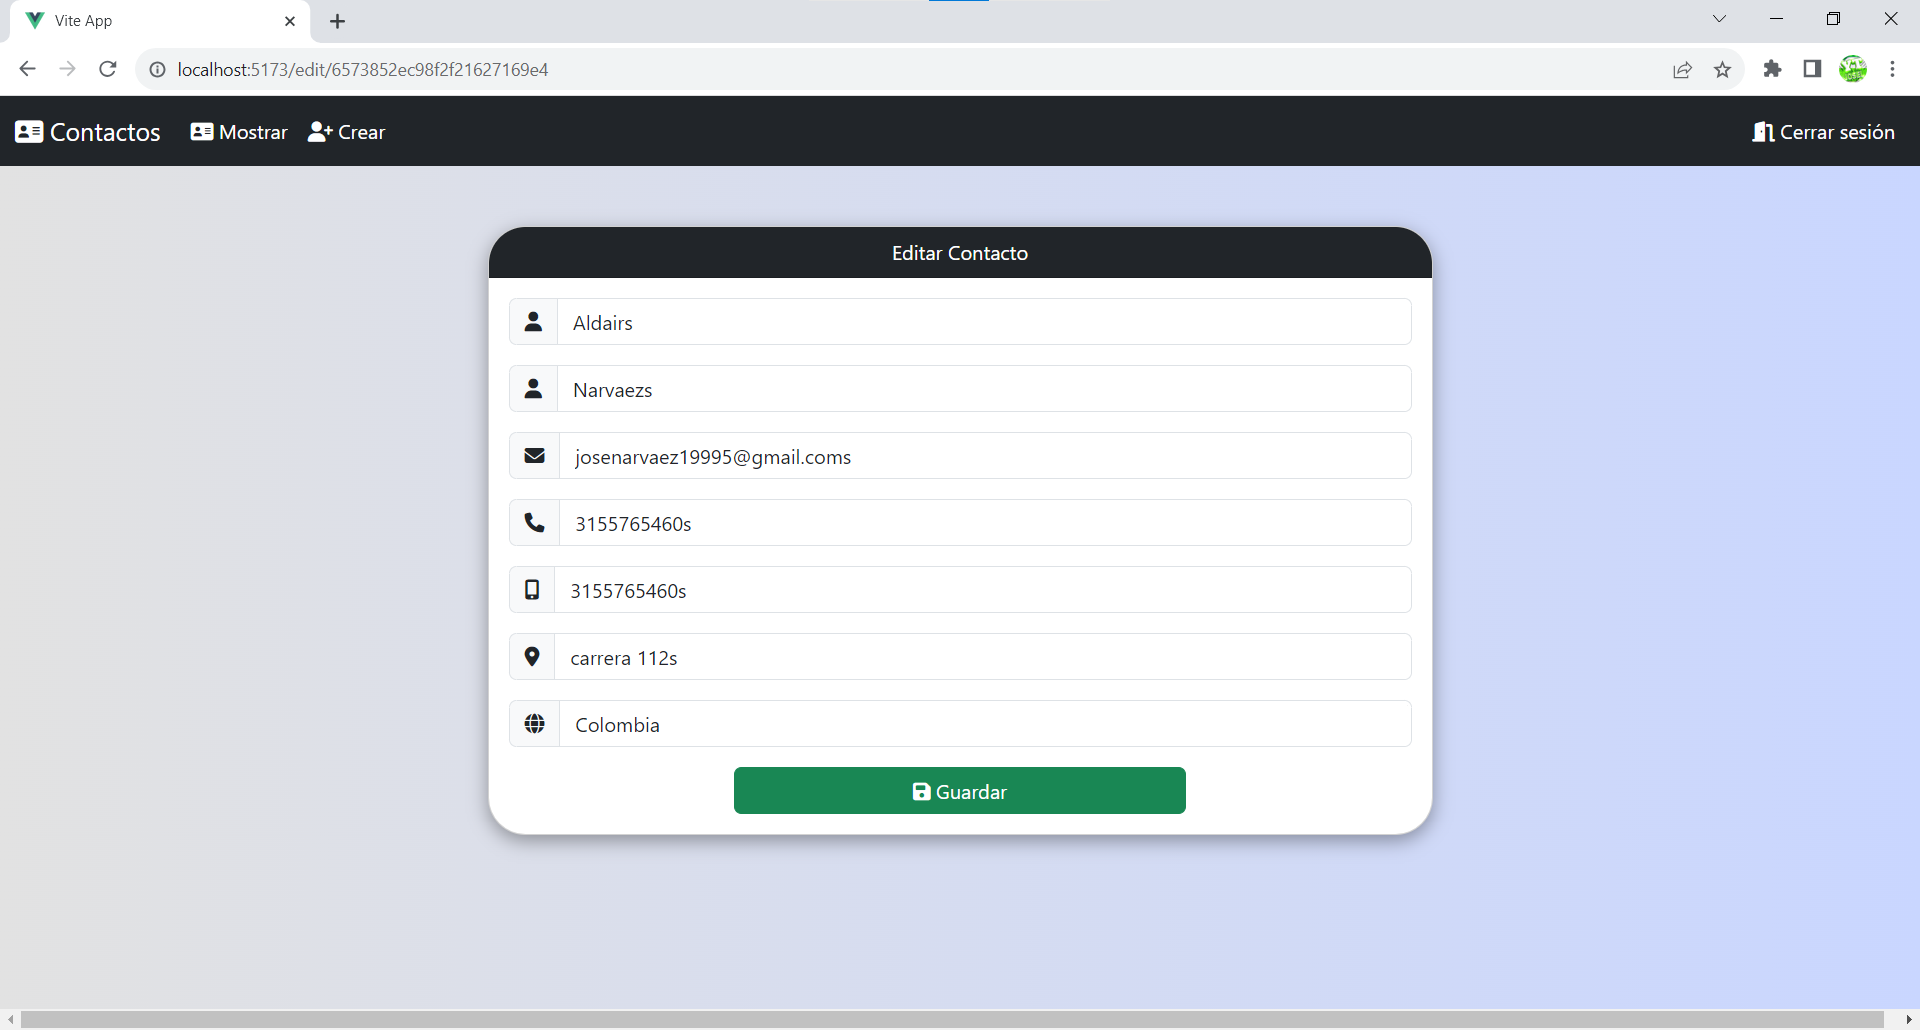 Vite App
localhost:5173/edit/6573852ec98f2f21627169e4
Contactos Mostrar Crear Cerrar sesión
Editar Contacto
Aldairs
Narvaezs
josenarvaez19995@gmail.coms
3155765460s
3155765460s
carrera 112s
Colombia
Guardar